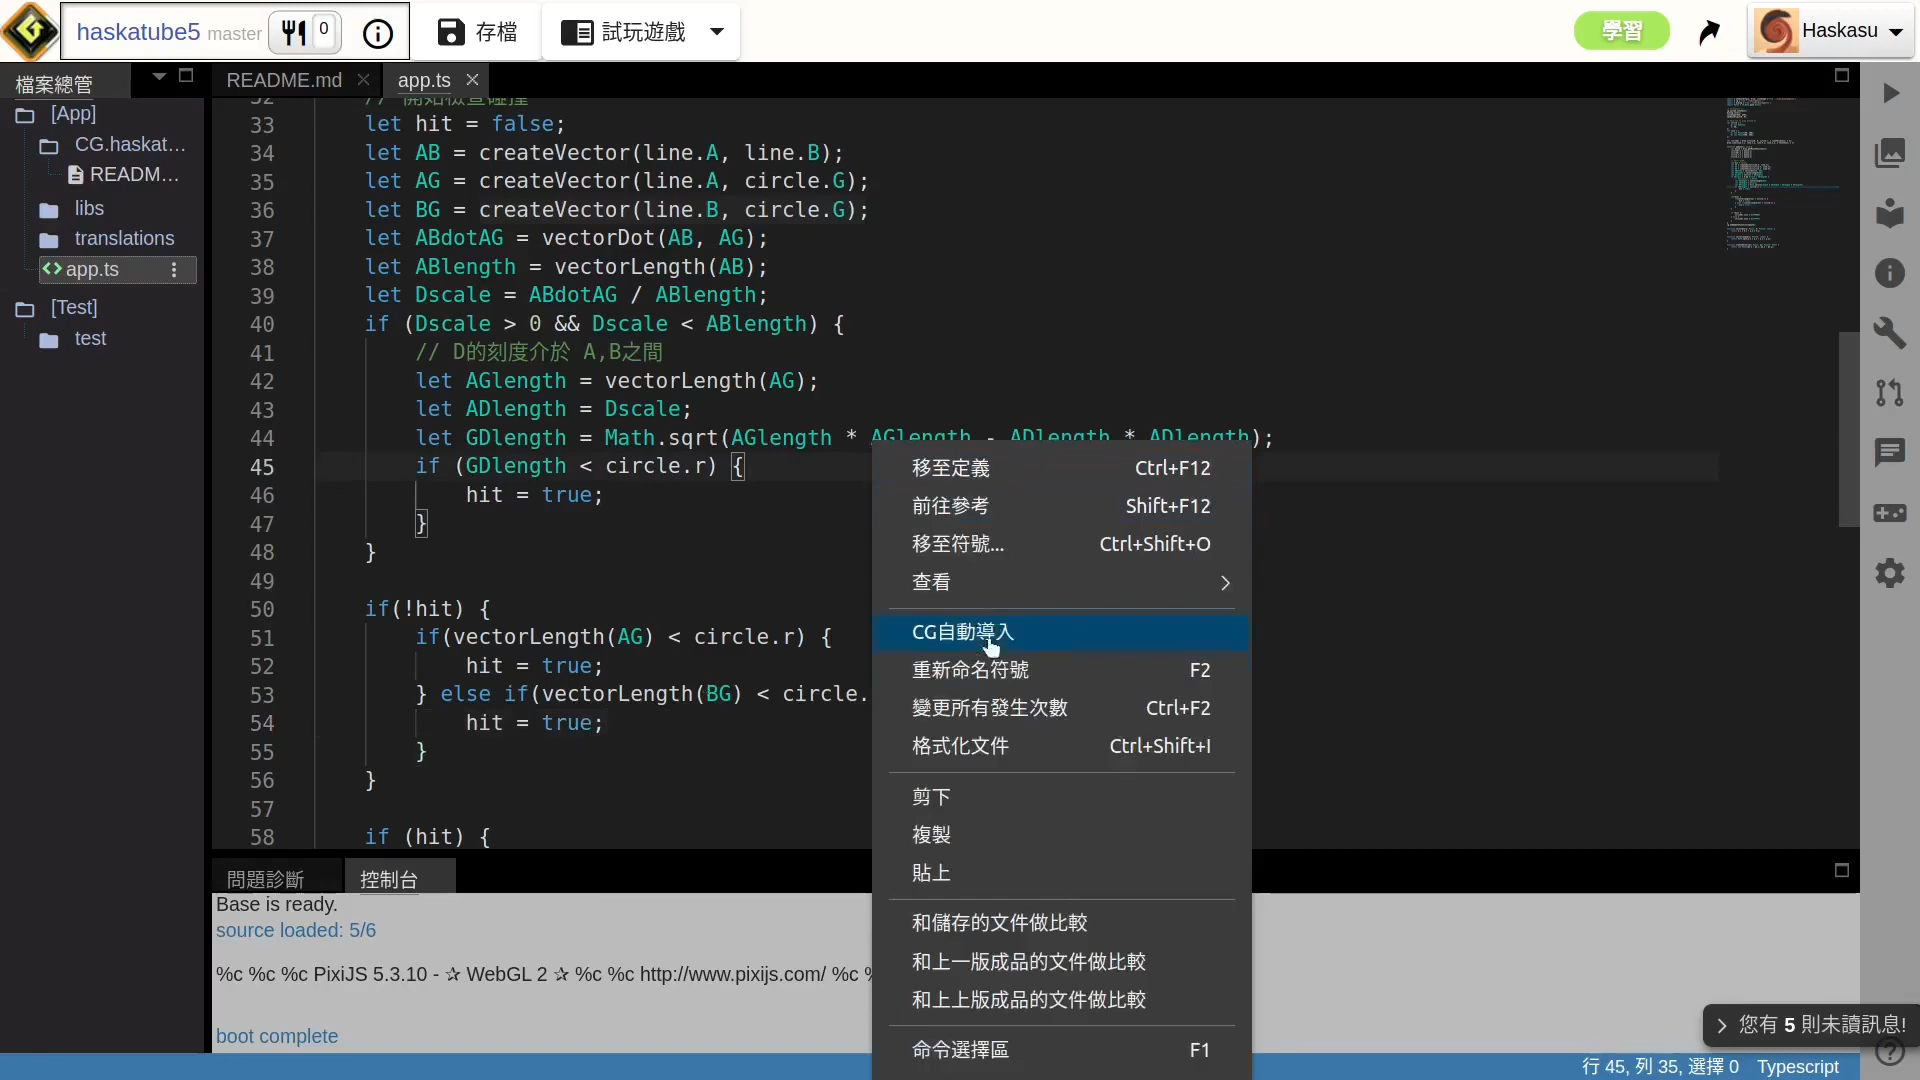 haskatube5 master 0 存檔 試玩遊戲 學習 Haskasu
檔案總管 README.md app.ts
[App]
CG.haskat...
READM...
libs
translations
app.ts
[Test]
test
32 // 開始檢查碰撞
33 let hit = false;
34 let AB = createVector(line.A, line.B);
35 let AG = createVector(line.A, circle.G);
36 let BG = createVector(line.B, circle.G);
37 let ABdotAG = vectorDot(AB, AG);
38 let ABlength = vectorLength(AB);
39 let Dscale = ABdotAG / ABlength;
40 if (Dscale > 0 && Dscale < ABlength) {
41 // D的刻度介於 A,B之間
42 let AGlength = vectorLength(AG);
43 let ADlength = Dscale;
44 let GDlength = Math.sqrt(AGlength * AGlength - ADlength * ADlength);
45 if (GDlength < circle.r) {
46 hit = true;
47 }
48 }
49
50 if(!hit) {
51 if(vectorLength(AG) < circle.r) {
52 hit = true;
53 } else if(vectorLength(BG) < circle.
54 hit = true;
55 }
56 }
57
58 if (hit) {
移至定義 Ctrl+F12
前往參考 Shift+F12
移至符號... Ctrl+Shift+O
查看
CG自動導入
重新命名符號 F2
變更所有發生次數 Ctrl+F2
格式化文件 Ctrl+Shift+I
剪下
複製
貼上
和儲存的文件做比較
和上一版成品的文件做比較
和上上版成品的文件做比較
命令選擇區 F1
問題診斷 控制台
Base is ready.
source loaded: 5/6
%c %c %c PixiJS 5.3.10 - ✰ WebGL 2 ✰ %c %c http://www.pixijs.com/ %c %
boot complete
您有 5 則未讀訊息!
行 45, 列 35, 選擇 0 Typescript